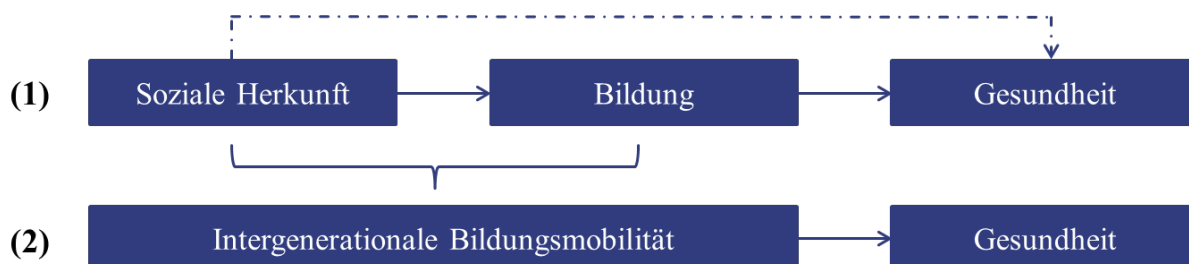 (1) Soziale Herkunft Bildung Gesundheit
(2) Intergenerationale Bildungsmobilität Gesundheit